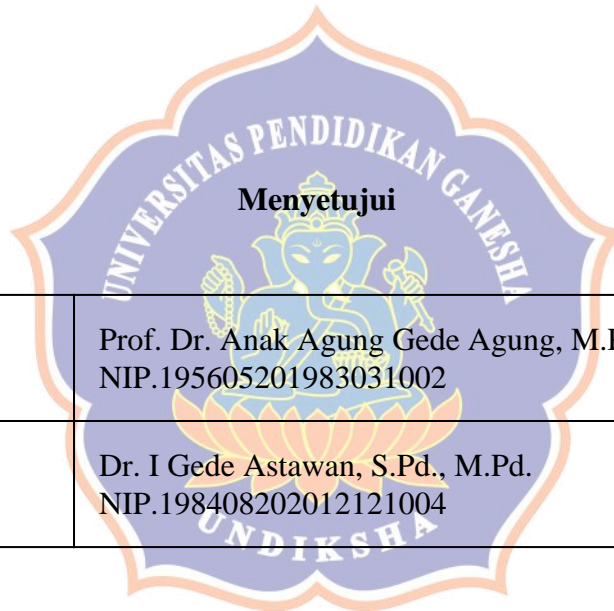 UNIVERSITAS PENDIDIKAN GANESHA
Menyetujui
Prof. Dr. Anak Agung Gede Agung, M.P
NIP.195605201983031002
Dr. I Gede Astawan, S.Pd., M.Pd.
NIP.198408202012121004
UNDIKSHA